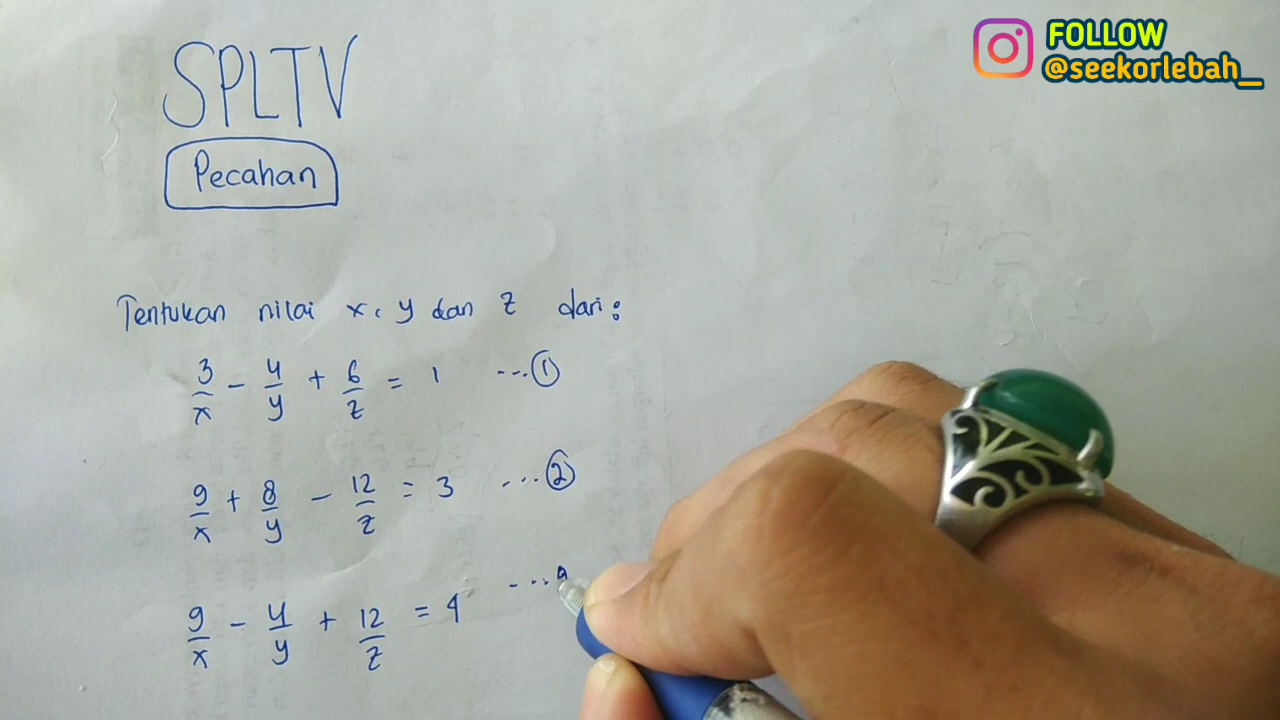 FOLLOW
@seekorlebah_
SPLTV
Pecahan
Tentukan nilai x, y dan z dari:
3/x - 4/y + 6/z = 1 ...①
9/x + 8/y - 12/z = 3 ...②
9/x - 4/y + 12/z = 4 ...